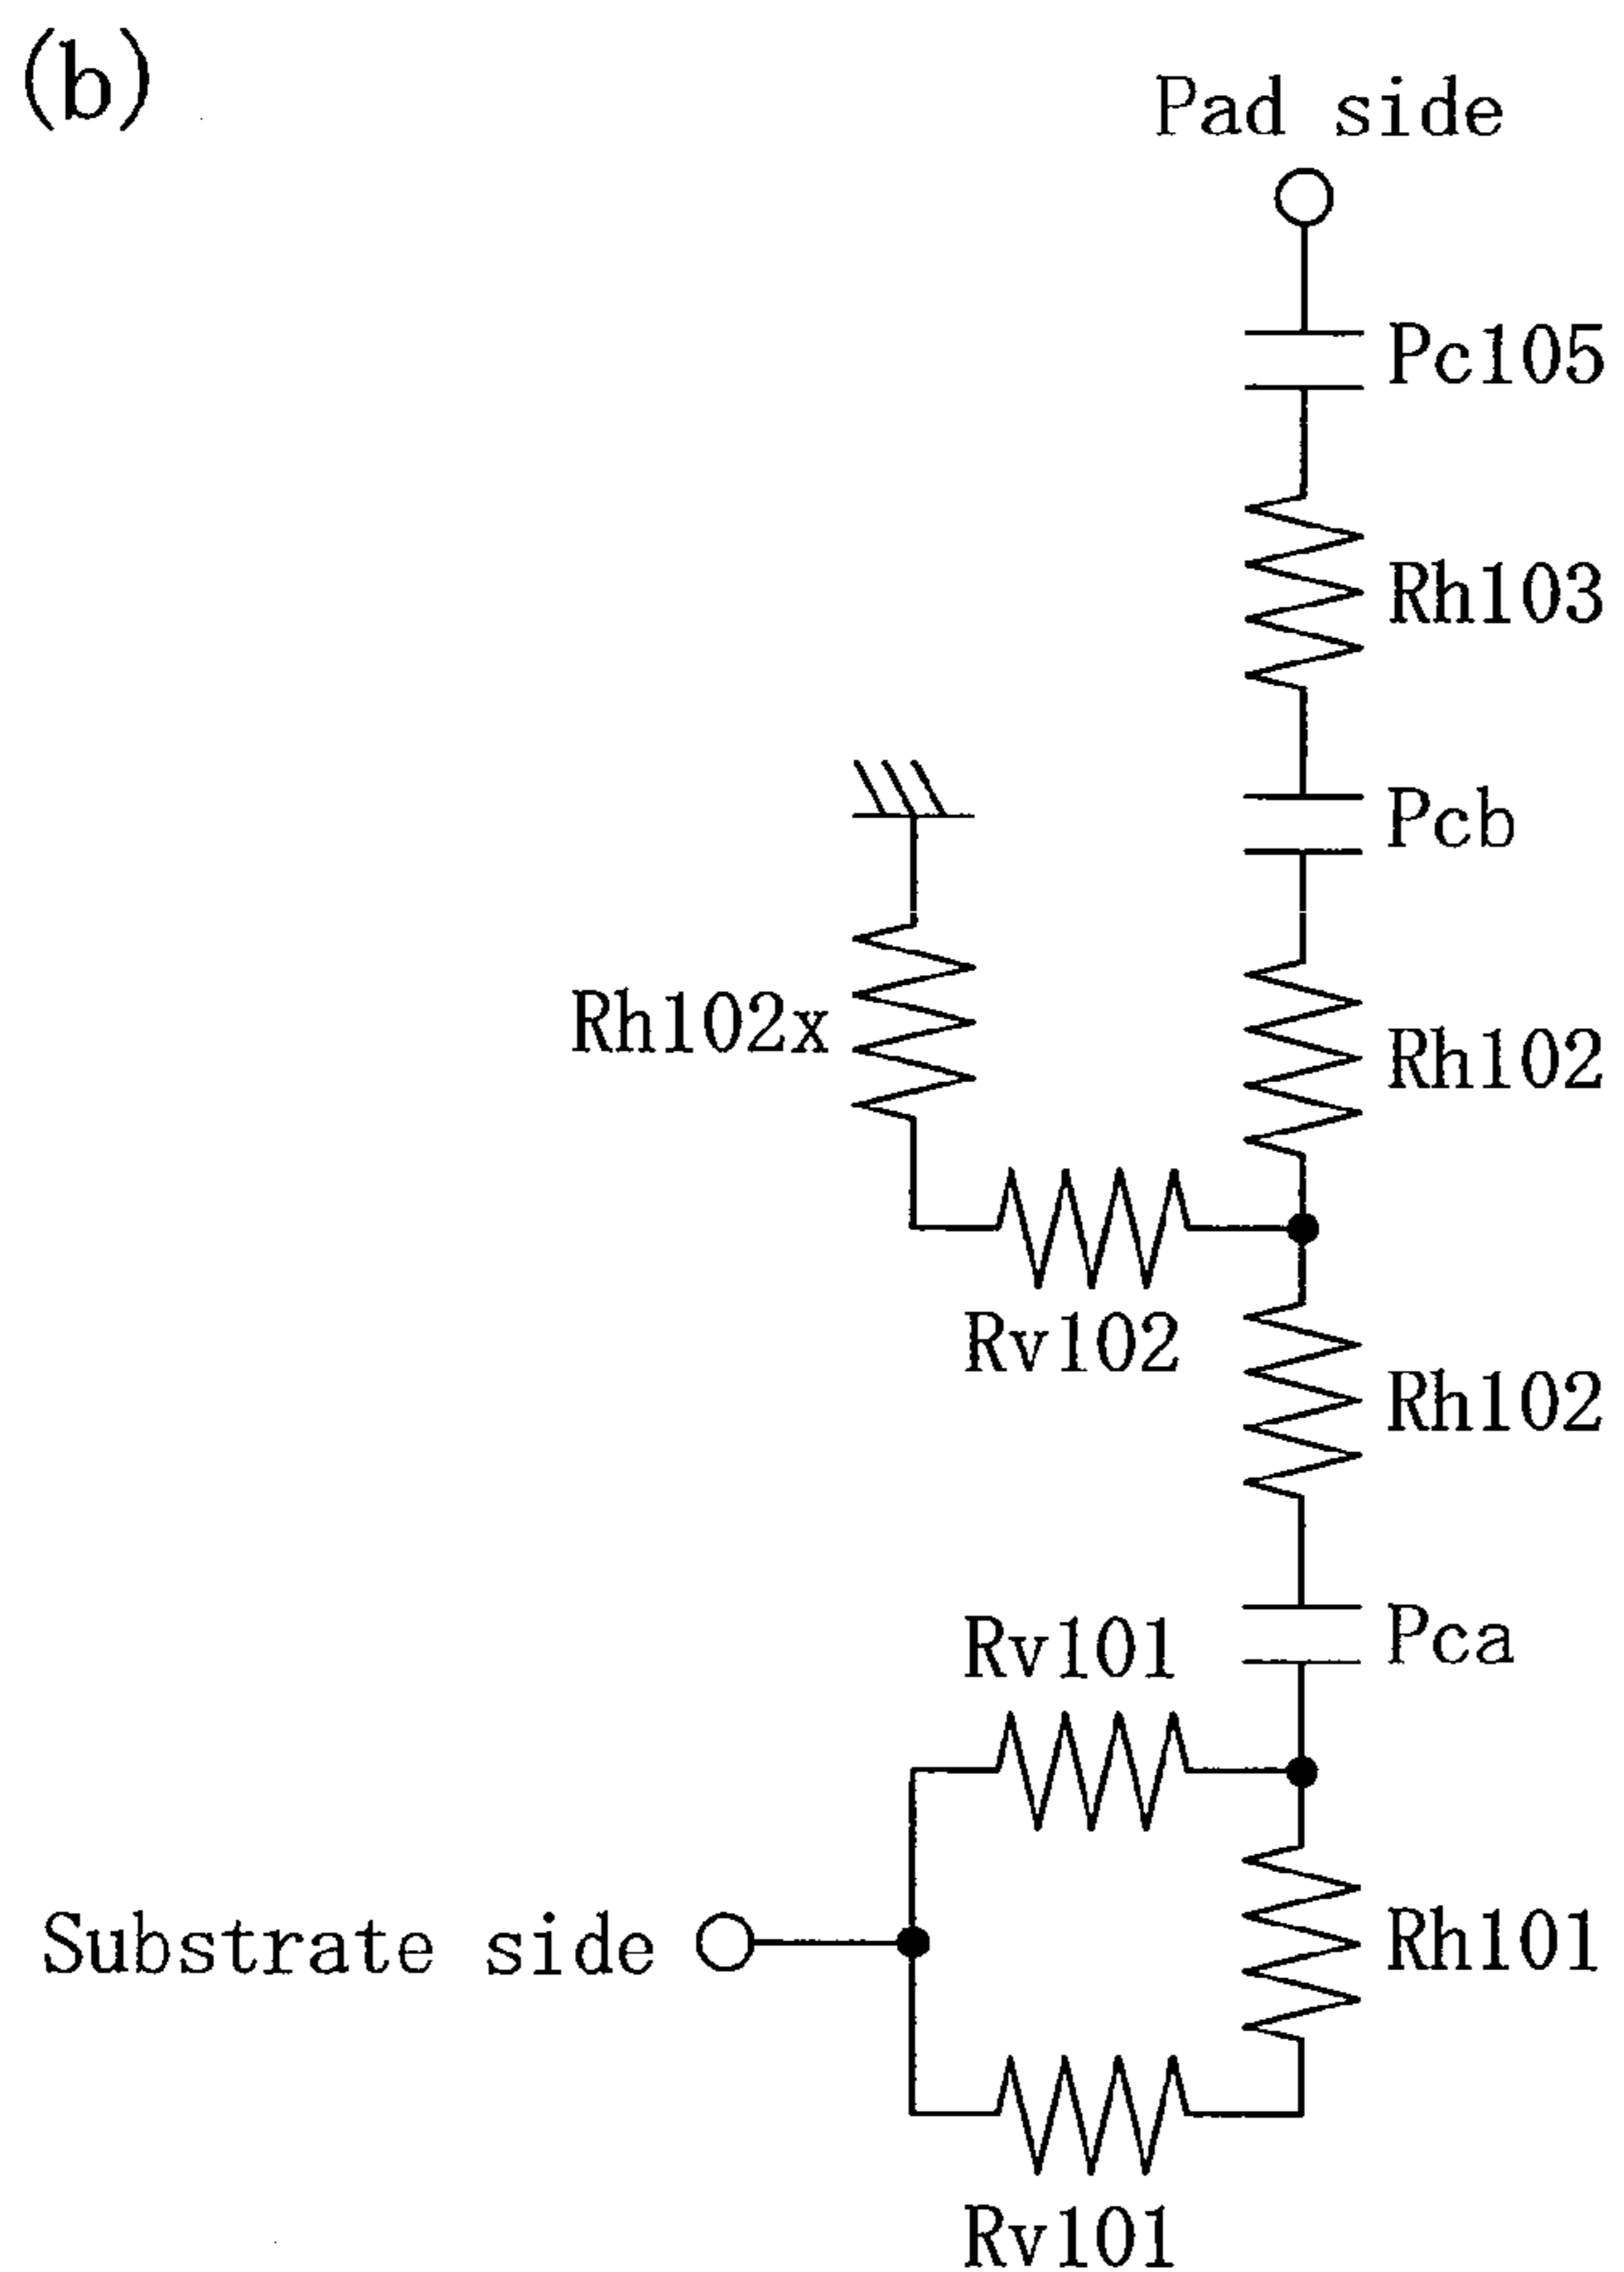 (b)
Pad side
Pc105
Rh103
Pcb
Rh102x
Rh102
Rv102
Rh102
Rv101
Pca
Substrate side
Rh101
Rv101